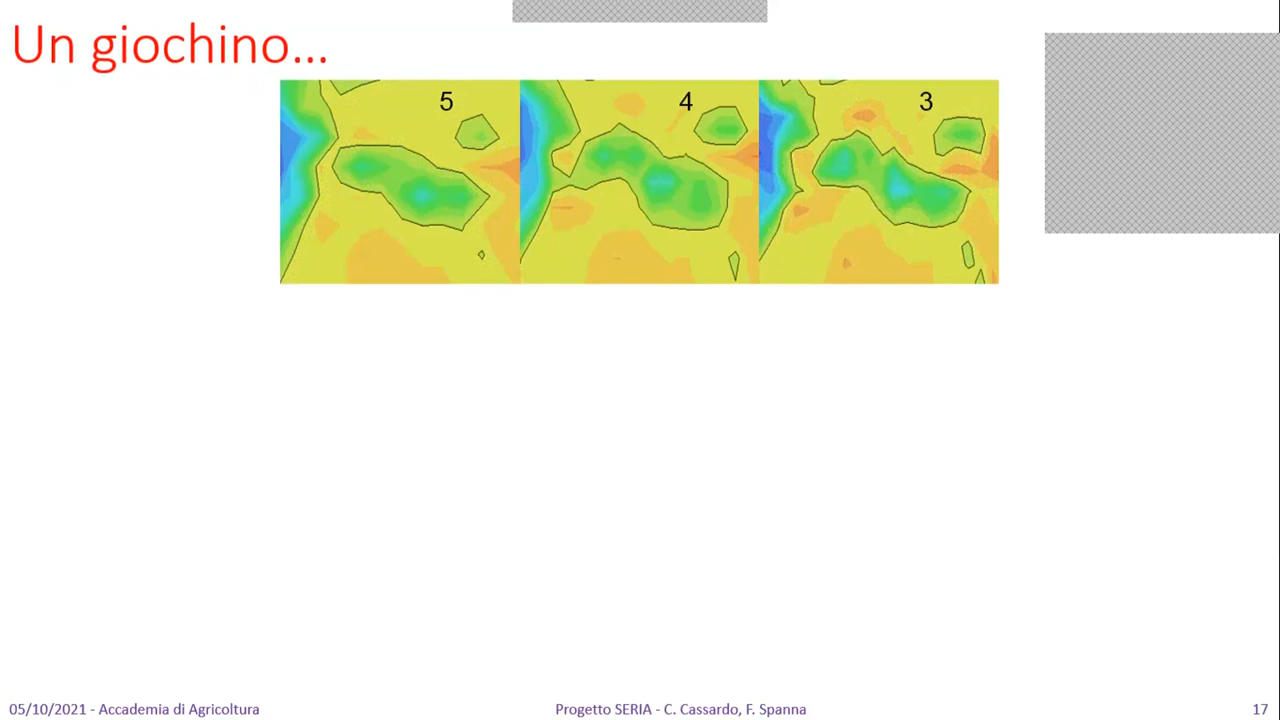 Un giochino...
5 4 3
05/10/2021 - Accademia di Agricoltura Progetto SERIA - C. Cassardo, F. Spanna 17